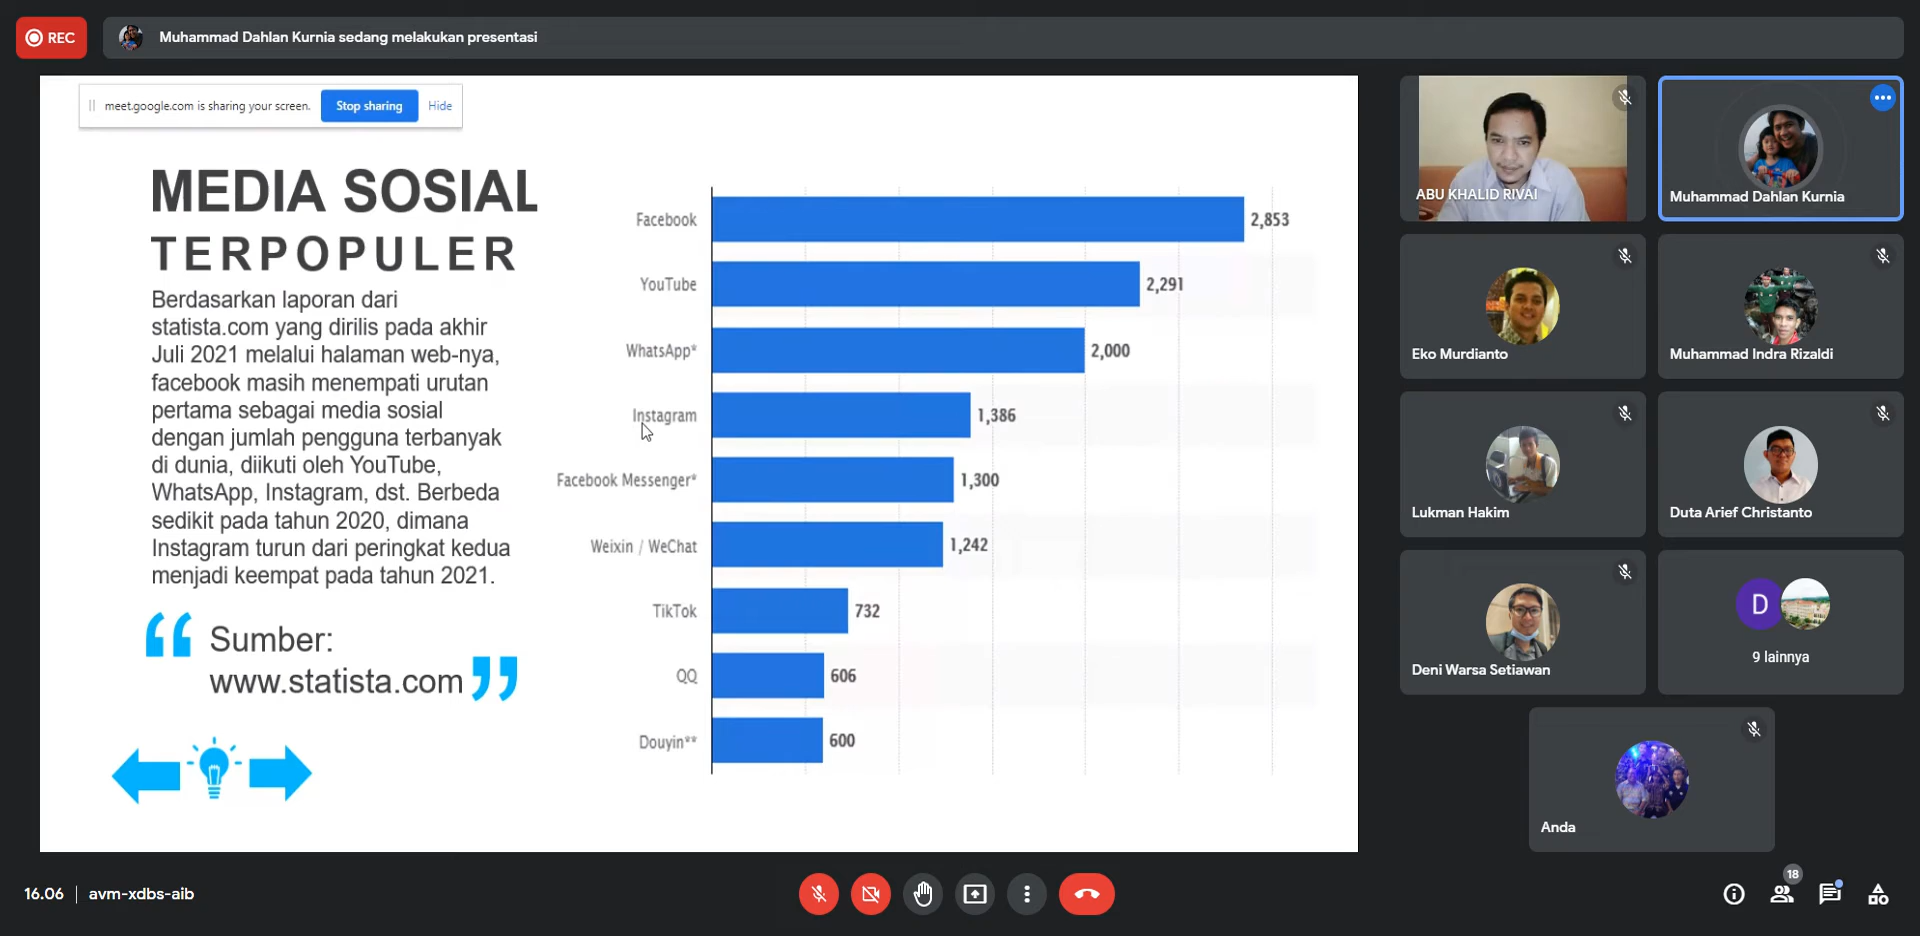 REC
Muhammad Dahlan Kurnia sedang melakukan presentasi
meet.google.com is sharing your screen.
Stop sharing
Hide
MEDIA SOSIAL
TERPOPULER
Berdasarkan laporan dari
statista.com yang dirilis pada akhir
Juli 2021 melalui halaman web-nya,
facebook masih menempati urutan
pertama sebagai media sosial
dengan jumlah pengguna terbanyak
di dunia, diikuti oleh YouTube,
WhatsApp, Instagram, dst. Berbeda
sedikit pada tahun 2020, dimana
Instagram turun dari peringkat kedua
menjadi keempat pada tahun 2021.
“ Sumber:
www.statista.com ”
Facebook 2,853
YouTube 2,291
WhatsApp* 2,000
Instagram 1,386
Facebook Messenger* 1,300
Weixin / WeChat 1,242
TikTok 732
QQ 606
Douyin** 600
ABU KHALID RIVAI
Muhammad Dahlan Kurnia
Eko Murdianto
Muhammad Indra Rizaldi
Lukman Hakim
Duta Arief Christanto
Deni Warsa Setiawan
D
9 lainnya
Anda
16.06 | avm-xdbs-aib
18